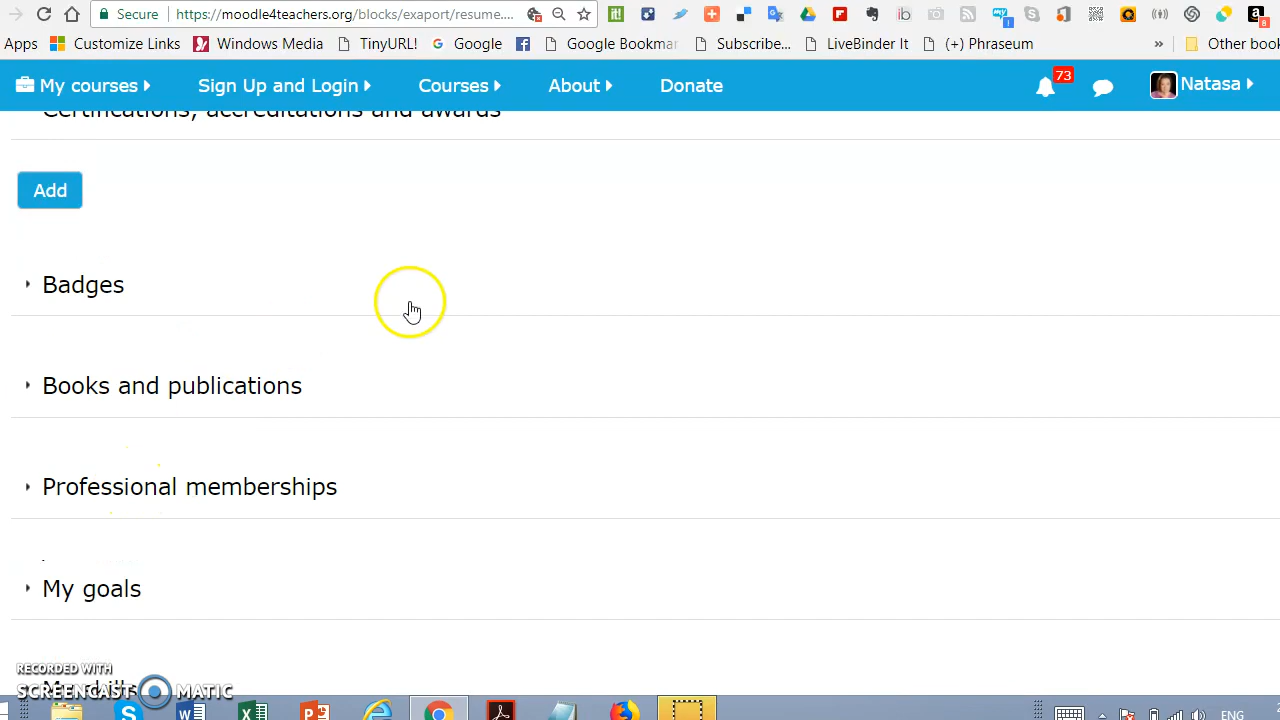 Secure https://moodle4teachers.org/blocks/exaport/resume....
Apps Customize Links Windows Media TinyURL! Google Google Bookmar Subscribe... LiveBinder It (+) Phraseum » Other book
My courses Sign Up and Login Courses About Donate 73 Natasa
Certifications, accreditations and awards
Add
Badges
Books and publications
Professional memberships
My goals
My skills
RECORDED WITH
SCREENCAST MATIC
ENG